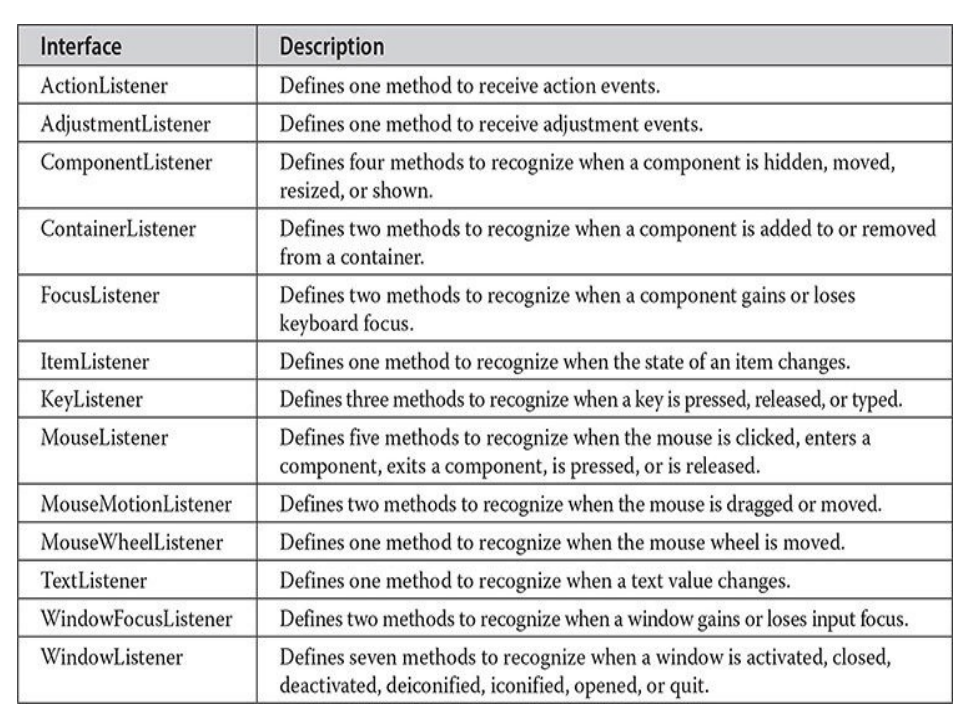 Interface Description
ActionListener Defines one method to receive action events.
AdjustmentListener Defines one method to receive adjustment events.
ComponentListener Defines four methods to recognize when a component is hidden, moved,
resized, or shown.
ContainerListener Defines two methods to recognize when a component is added to or removed
from a container.
FocusListener Defines two methods to recognize when a component gains or loses
keyboard focus.
ItemListener Defines one method to recognize when the state of an item changes.
KeyListener Defines three methods to recognize when a key is pressed, released, or typed.
MouseListener Defines five methods to recognize when the mouse is clicked, enters a
component, exits a component, is pressed, or is released.
MouseMotionListener Defines two methods to recognize when the mouse is dragged or moved.
MouseWheelListener Defines one method to recognize when the mouse wheel is moved.
TextListener Defines one method to recognize when a text value changes.
WindowFocusListener Defines two methods to recognize when a window gains or loses input focus.
WindowListener Defines seven methods to recognize when a window is activated, closed,
deactivated, deiconified, iconified, opened, or quit.